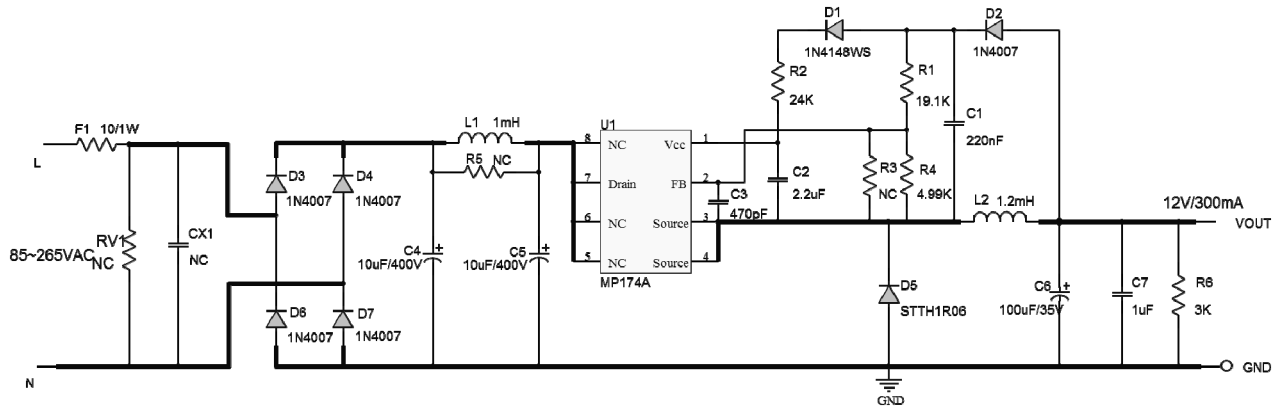 D1
1N4148WS
D2
1N4007
R2
24K
R1
19.1K
C1
220nF
F1 10/1W
L
L1 1mH
R5 NC
U1
8 NC
7 Drain
6 NC
5 NC
Vcc 1
FB 2
Source 3
Source 4
MP174A
C2
2.2uF
C3
470pF
R3
NC
R4
4.99K
L2 1.2mH
12V/300mA
VOUT
D3
1N4007
D4
1N4007
85~265VAC
RV1
NC
CX1
NC
C4
10uF/400V
C5
10uF/400V
D5
STTH1R06
C6
100uF/35V
C7
1uF
R6
3K
D6
1N4007
D7
1N4007
N
GND
GND